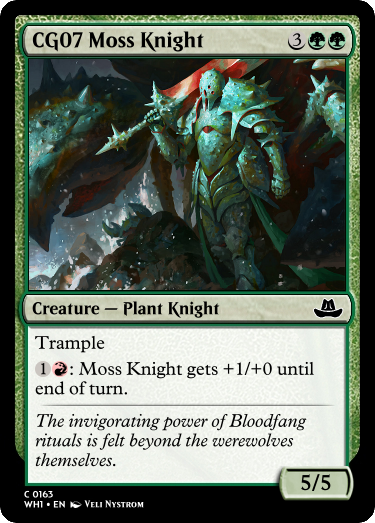 CG07 Moss Knight 3
Creature — Plant Knight
Trample
1: Moss Knight gets +1/+0 until
end of turn.
The invigorating power of Bloodfang
rituals is felt beyond the werewolves
themselves.
5/5
C 0163
WH1 • EN Veli Nystrom